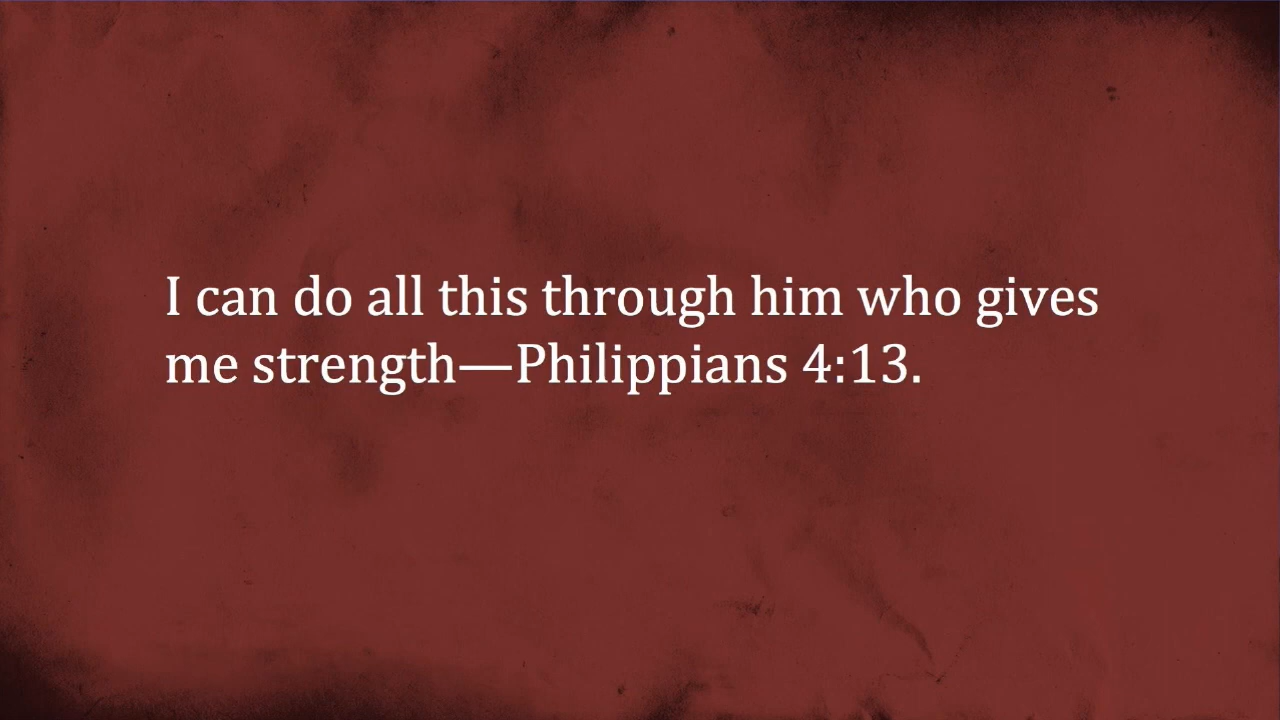 I can do all this through him who gives
me strength—Philippians 4:13.